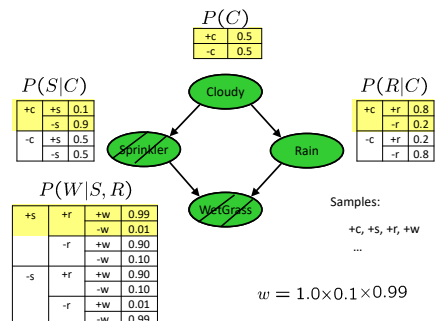 P(C)
+c 0.5
-c 0.5
Cloudy
P(S|C)
+c +s 0.1
-s 0.9
-c +s 0.5
-s 0.5
P(R|C)
+c +r 0.8
-r 0.2
-c +r 0.2
-r 0.8
Sprinkler
Rain
WetGrass
P(W|S, R)
+s +r +w 0.99
-w 0.01
-r +w 0.90
-w 0.10
-s +r +w 0.90
-w 0.10
-r +w 0.01
-w 0.99
Samples:
+c, +s, +r, +w
...
w = 1.0×0.1×0.99